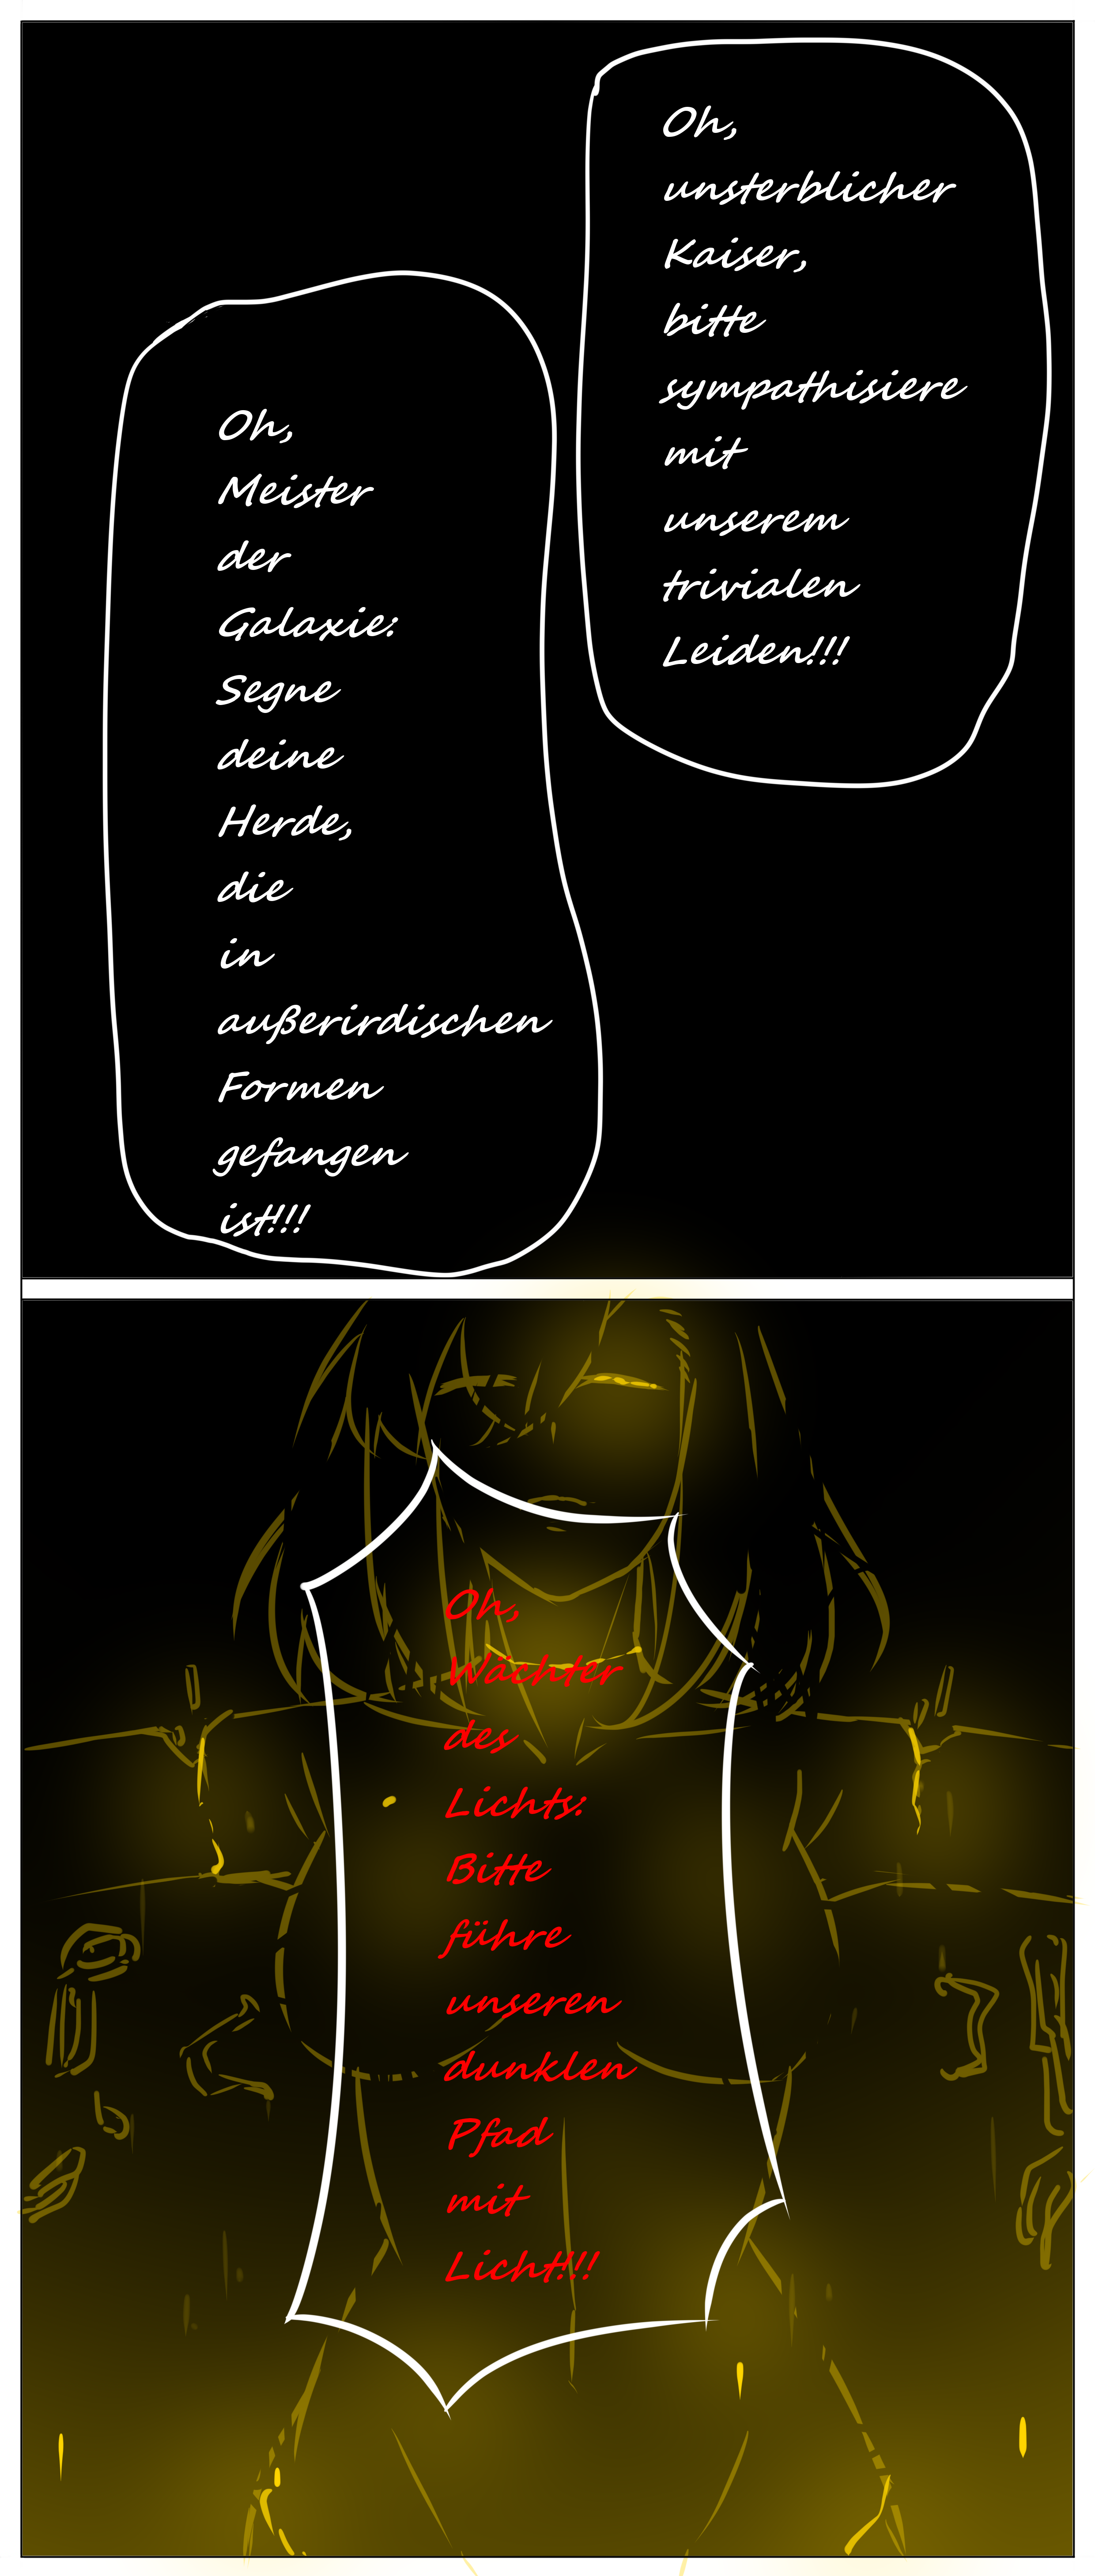 Oh,
unsterblicher
Kaiser,
bitte
sympathisiere
mit
unserem
trivialen
Leiden!!!
Oh,
Meister
der
Galaxie:
Segne
deine
Herde,
die
in
außerirdischen
Formen
gefangen
ist!!!
Oh,
Wächter
des
Lichts:
Bitte
führe
unseren
dunklen
Pfad
mit
Licht!!!